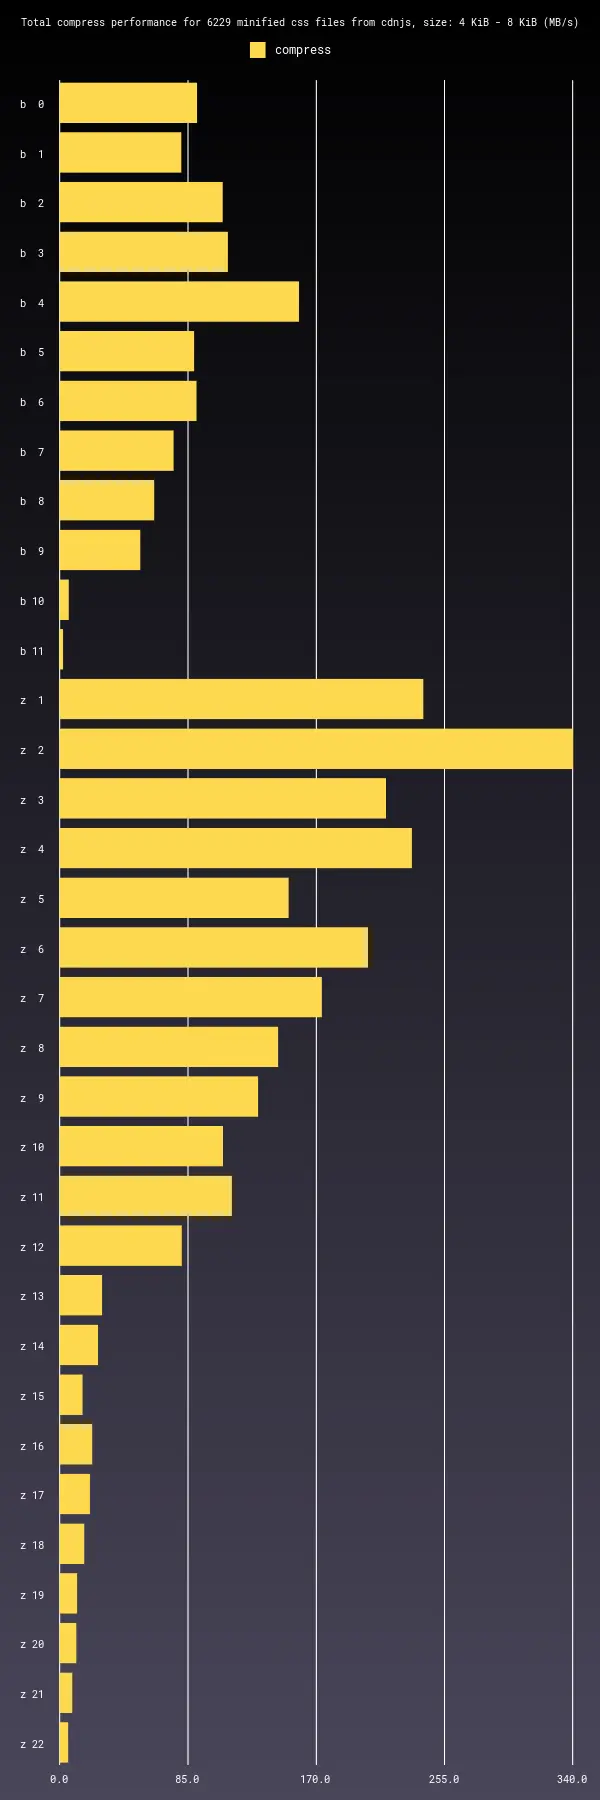 Total compress performance for 6229 minified css files from cdnjs, size: 4 KiB - 8 KiB (MB/s)
compress
b 0
b 1
b 2
b 3
b 4
b 5
b 6
b 7
b 8
b 9
b 10
b 11
z 1
z 2
z 3
z 4
z 5
z 6
z 7
z 8
z 9
z 10
z 11
z 12
z 13
z 14
z 15
z 16
z 17
z 18
z 19
z 20
z 21
z 22
0.0 85.0 170.0 255.0 340.0